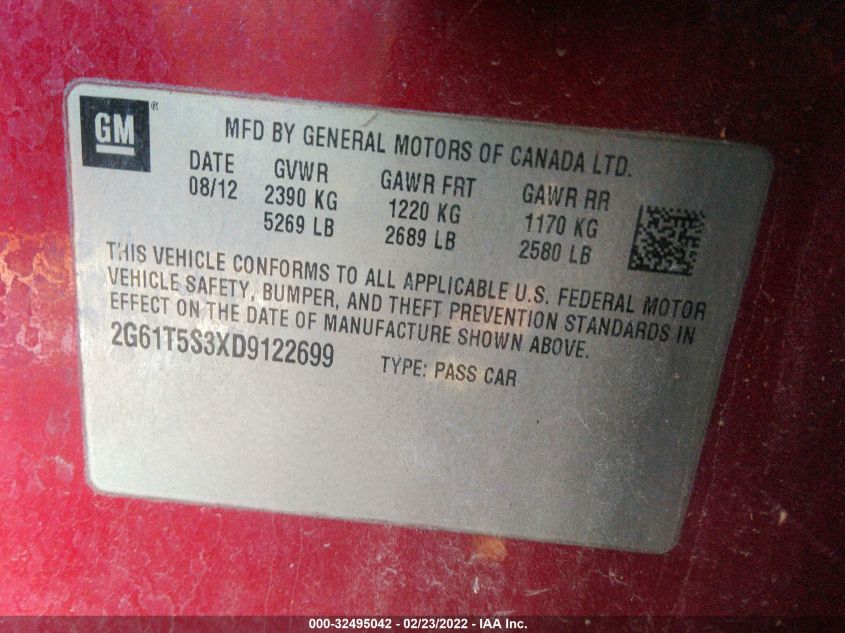 GM ®
MFD BY GENERAL MOTORS OF CANADA LTD.
DATE GVWR GAWR FRT GAWR RR
08/12 2390 KG 1220 KG 1170 KG
5269 LB 2689 LB 2580 LB
THIS VEHICLE CONFORMS TO ALL APPLICABLE U.S. FEDERAL MOTOR
VEHICLE SAFETY, BUMPER, AND THEFT PREVENTION STANDARDS IN
EFFECT ON THE DATE OF MANUFACTURE SHOWN ABOVE.
2G61T5S3XD9122699 TYPE: PASS CAR
000-32495042 - 02/23/2022 - IAA Inc.